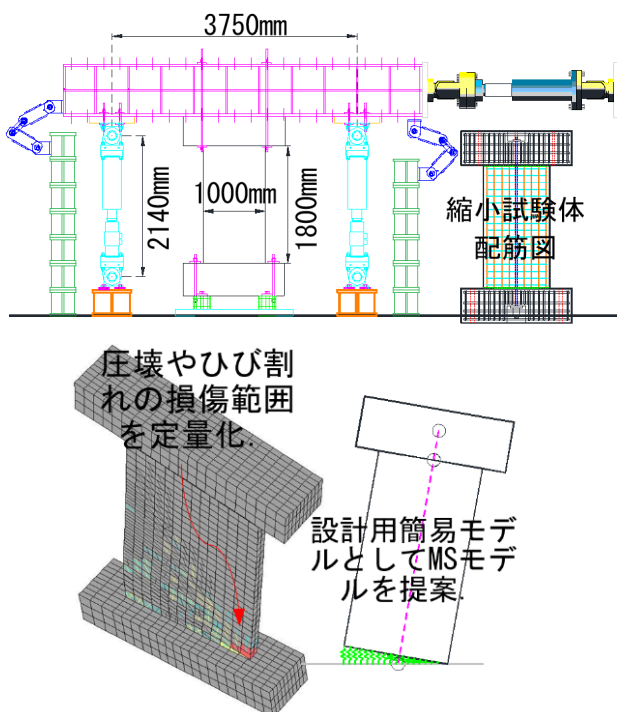 3750mm
1000mm
2140mm
1800mm
縮小試験体
配筋図
圧壊やひび割
れの損傷範囲
を定量化.
設計用簡易モデ
ルとしてMSモデ
ルを提案.